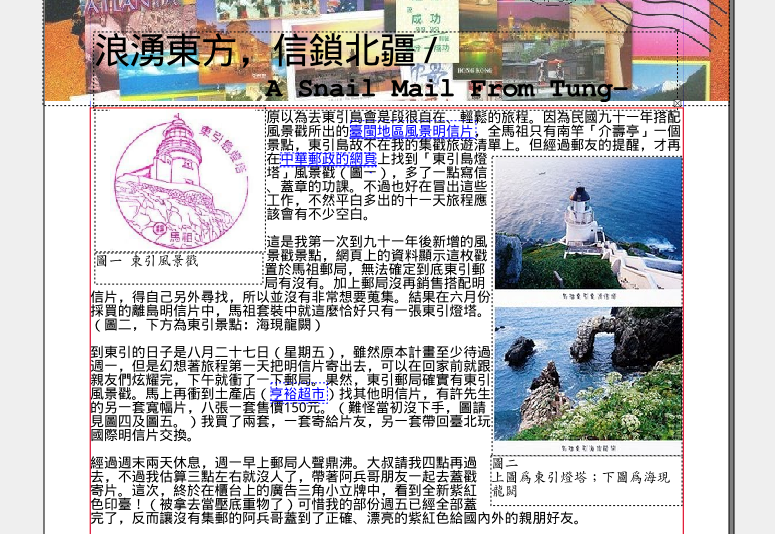 ATLANTA
成功
HONG KONG
浪湧東方，信鎖北疆 /
A Snail Mail From Tung-
東引島燈塔
馬祖
圖一 東引風景戳
原以為去東引島會是段很自在、輕鬆的旅程。因為民國九十一年搭配
風景戳所出的臺閩地區風景明信片，全馬祖只有南竿「介壽亭」一個
景點，東引島故不在我的集戳旅遊清單上。但經過郵友的提醒，才再
在中華郵政的網頁上找到「東引島燈
塔」風景戳（圖一），多了一點寫信
、蓋章的功課。不過也好在冒出這些
工作，不然平白多出的十一天旅程應
該會有不少空白。
這是我第一次到九十一年後新增的風
景戳景點，網頁上的資料顯示這枚戳
置於馬祖郵局，無法確定到底東引郵
局有沒有。加上郵局沒再銷售搭配明
信片，得自己另外尋找，所以並沒有非常想要蒐集。結果在六月份
採買的離島明信片中，馬祖套裝中就這麼恰好只有一張東引燈塔。
（圖二，下方為東引景點：海現龍闕）
到東引的日子是八月二十七日（星期五），雖然原本計畫至少待過
週一，但是幻想著旅程第一天把明信片寄出去，可以在回家前就跟
親友們炫耀完，下午就衝了一下郵局。果然，東引郵局確實有東引
風景戳。馬上再衝到土產店（亨裕超市）找其他明信片，有許先生
的另一套寬幅片，八張一套售價150元。（難怪當初沒下手，圖請
見圖四及圖五。）我買了兩套，一套寄給片友，另一套帶回臺北玩
國際明信片交換。
圖二
上圖為東引燈塔；下圖為海現
龍闕
經過週末兩天休息，週一早上郵局人聲鼎沸。大叔請我四點再過
去，不過我估算三點左右就沒人了，帶著阿兵哥朋友一起去蓋戳
寄片。這次，終於在櫃台上的廣告三角小立牌中，看到全新紫紅
色印臺！（被拿去當壓底重物了）可惜我的部份週五已經全部蓋
完了，反而讓沒有集郵的阿兵哥蓋到了正確、漂亮的紫紅色給國內外的親朋好友。